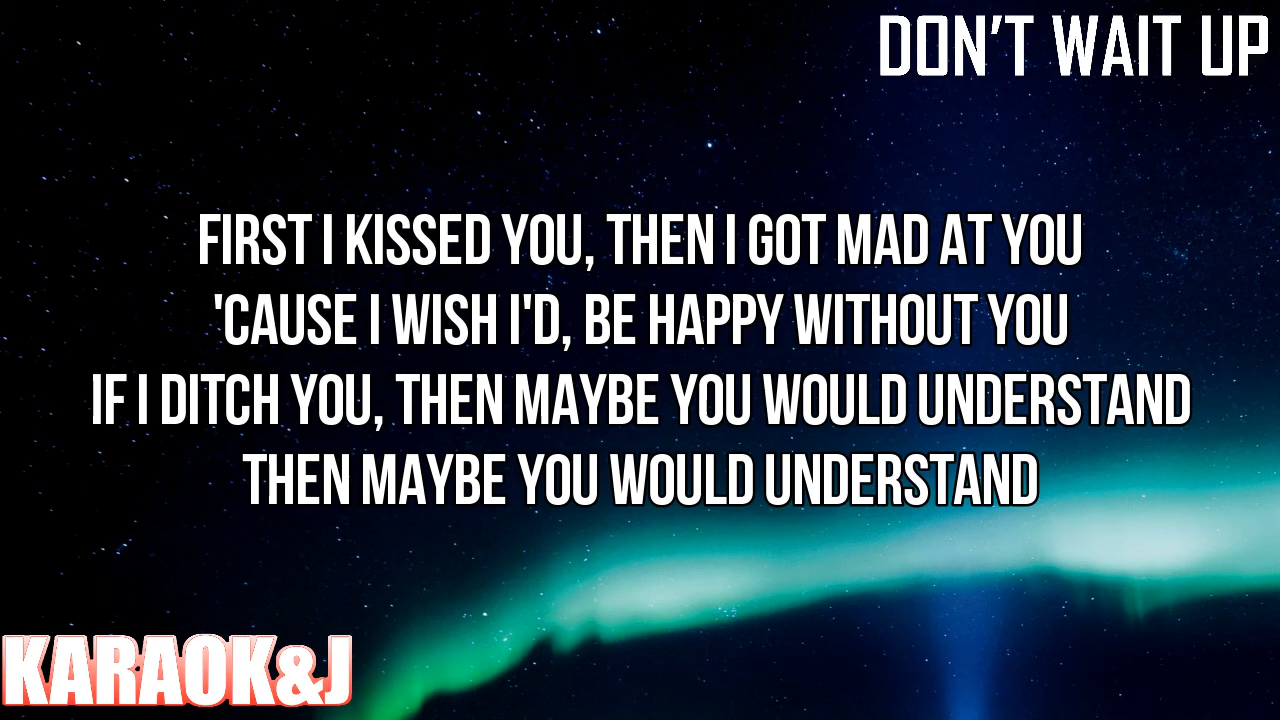 DON'T WAIT UP
FIRST I KISSED YOU, THEN I GOT MAD AT YOU
'CAUSE I WISH I'D, BE HAPPY WITHOUT YOU
IF I DITCH YOU, THEN MAYBE YOU WOULD UNDERSTAND
THEN MAYBE YOU WOULD UNDERSTAND
KARAOK&J